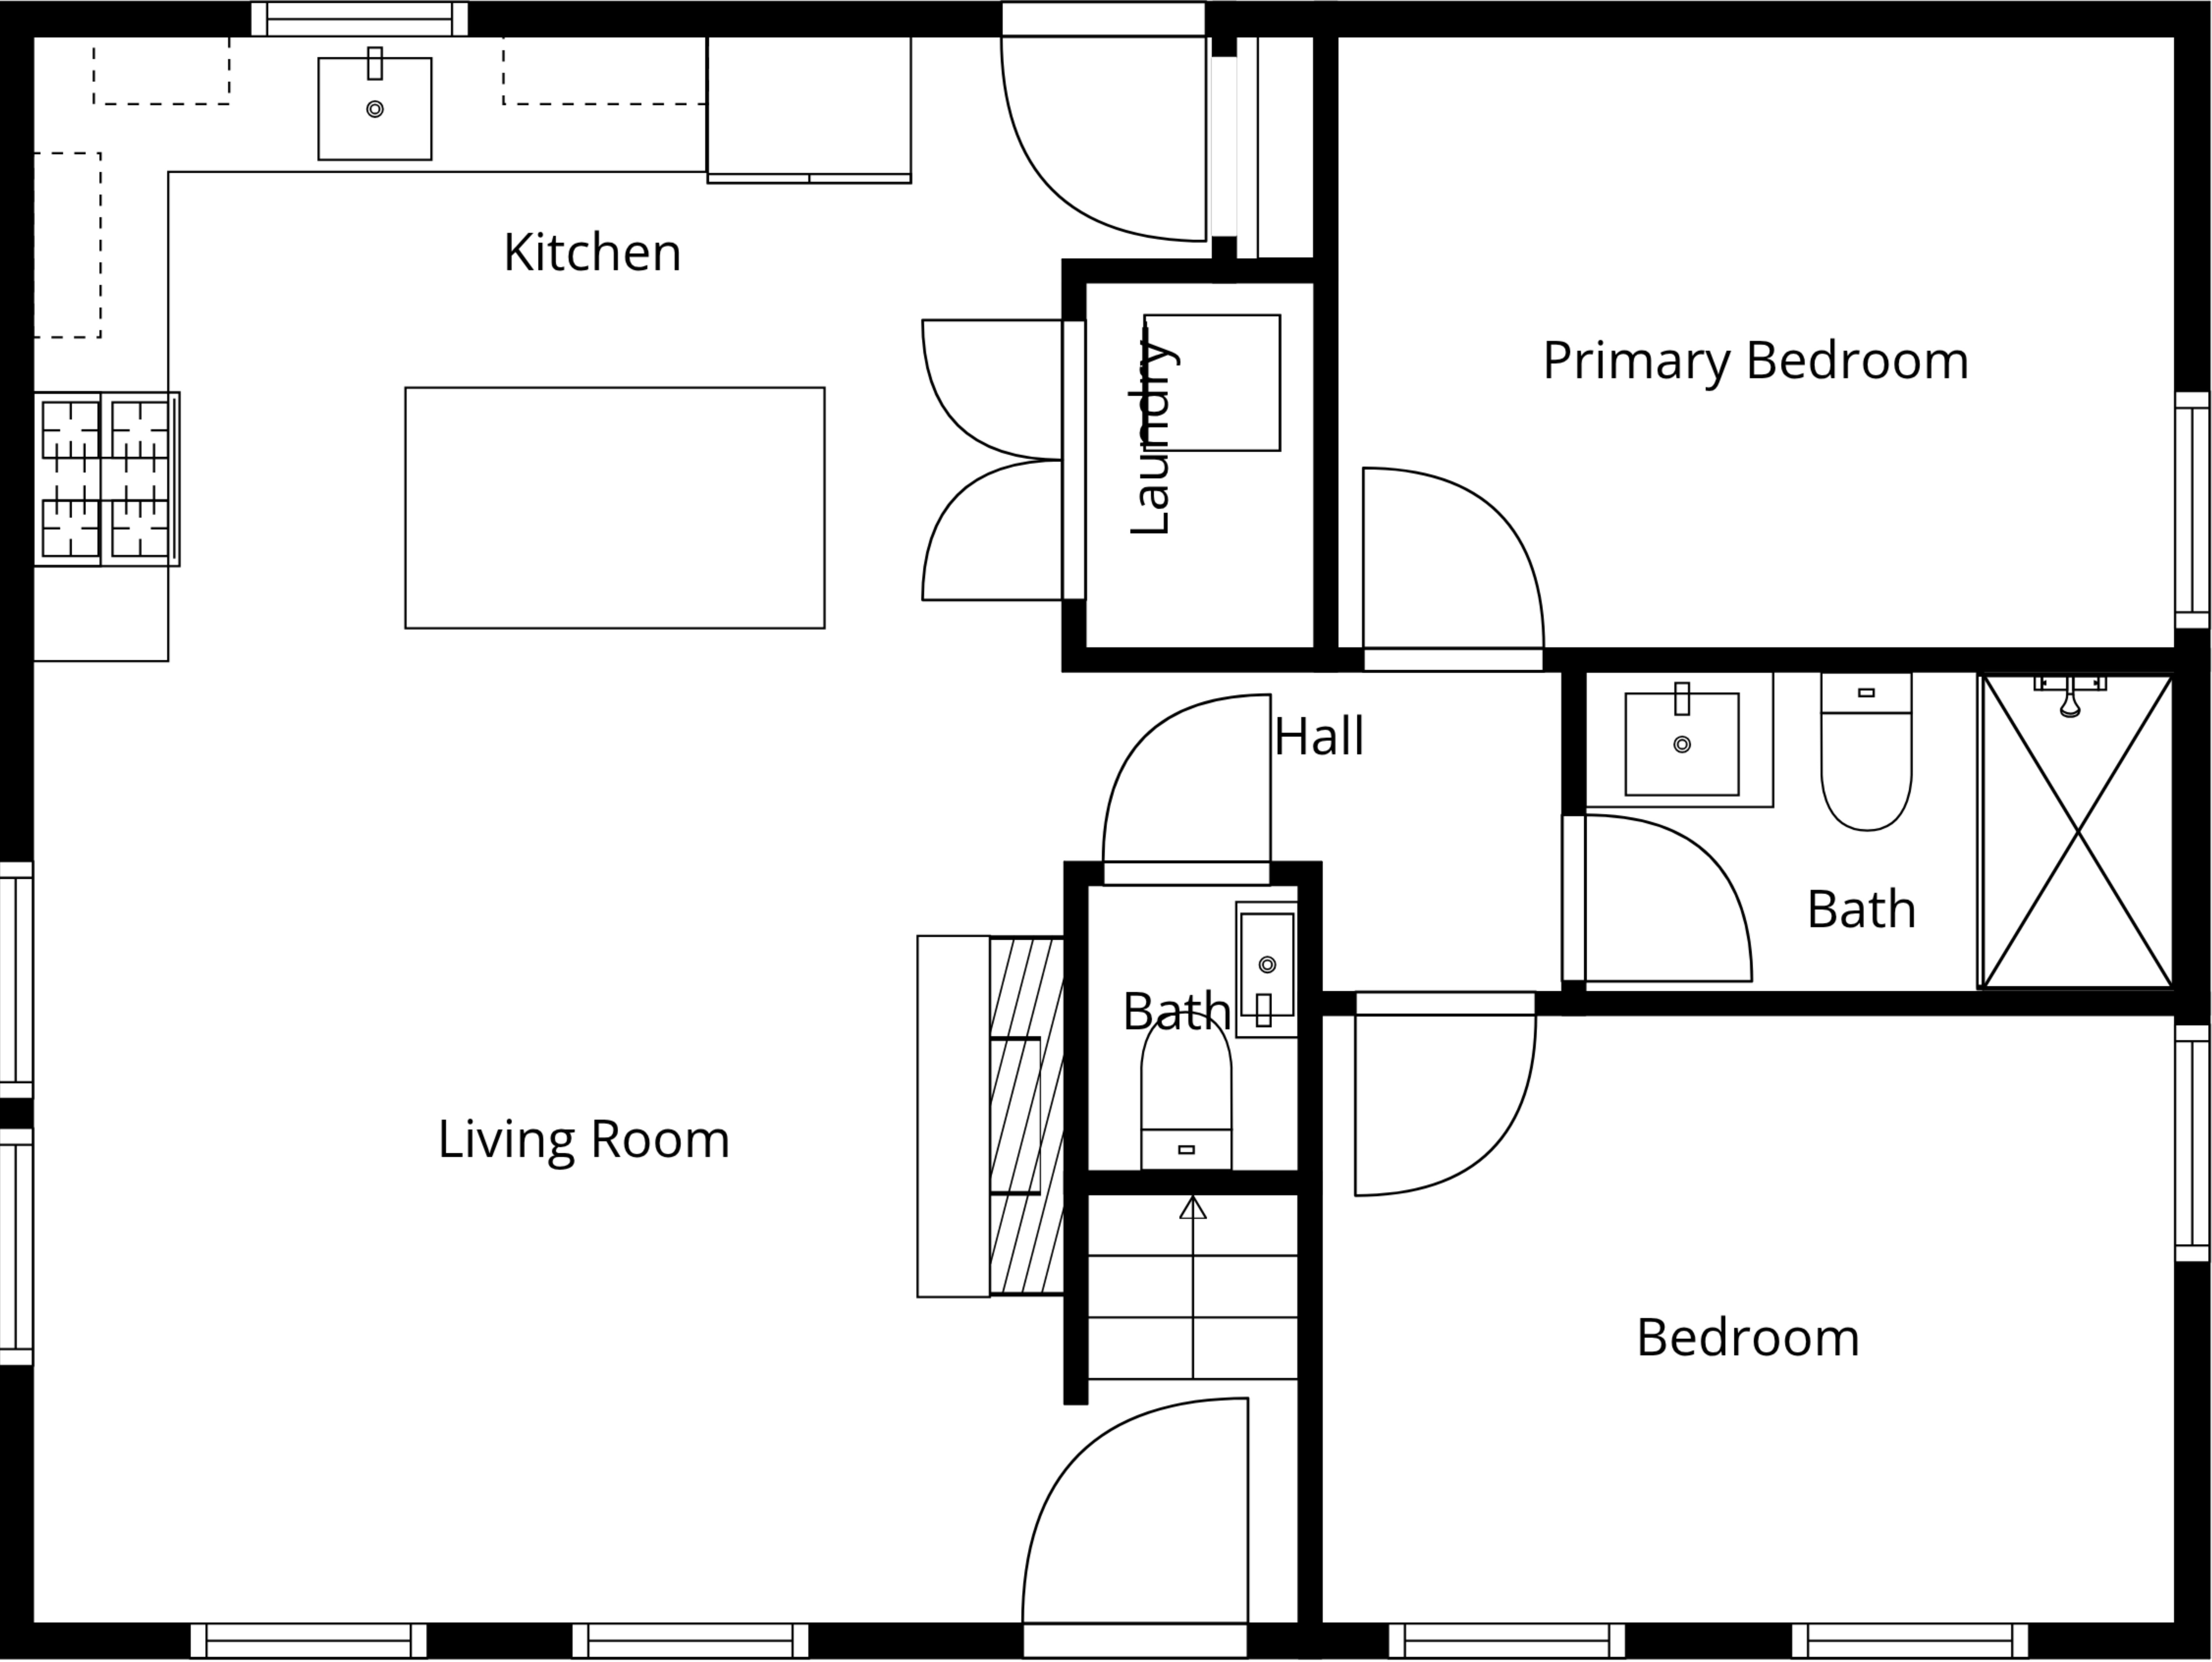 Kitchen
Primary Bedroom
Laundry
Hall
Bath
Bath
Living Room
Bedroom